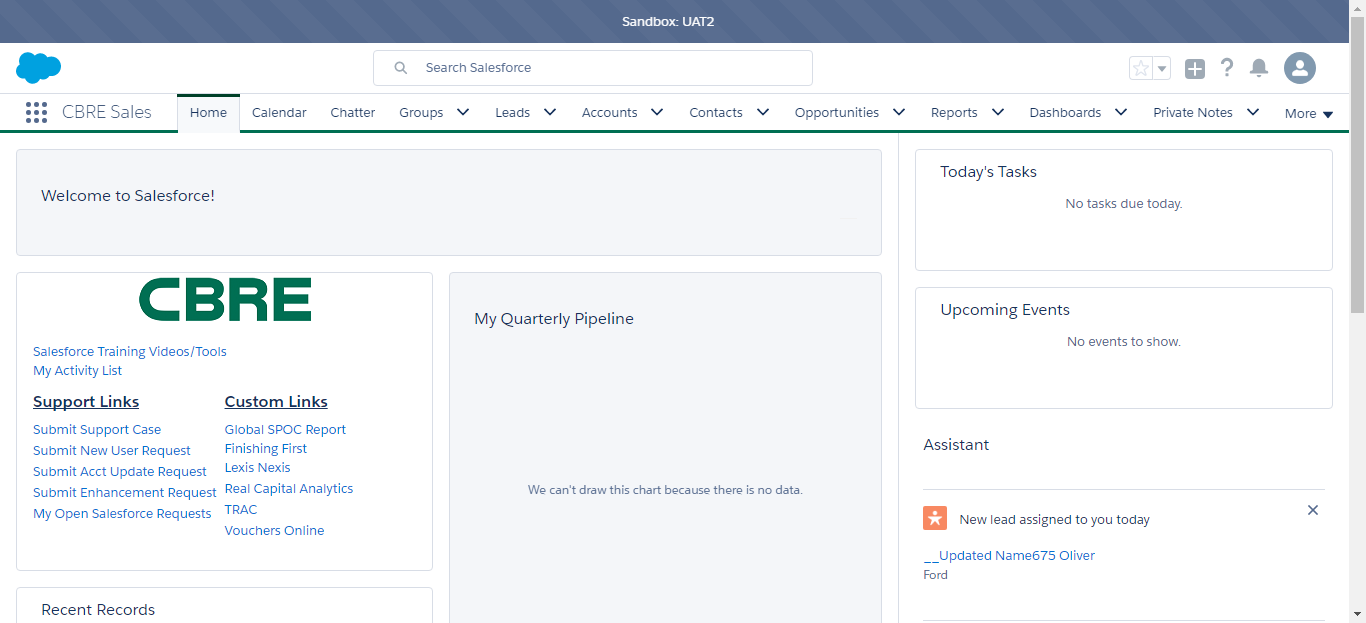 Sandbox: UAT2
Search Salesforce
CBRE Sales
Home
Calendar
Chatter
Groups
Leads
Accounts
Contacts
Opportunities
Reports
Dashboards
Private Notes
More
Welcome to Salesforce!
CBRE
Salesforce Training Videos/Tools
My Activity List
Support Links
Submit Support Case
Submit New User Request
Submit Acct Update Request
Submit Enhancement Request
My Open Salesforce Requests
Custom Links
Global SPOC Report
Finishing First
Lexis Nexis
Real Capital Analytics
TRAC
Vouchers Online
Recent Records
My Quarterly Pipeline
We can't draw this chart because there is no data.
Today's Tasks
No tasks due today.
Upcoming Events
No events to show.
Assistant
New lead assigned to you today
__Updated Name675 Oliver
Ford